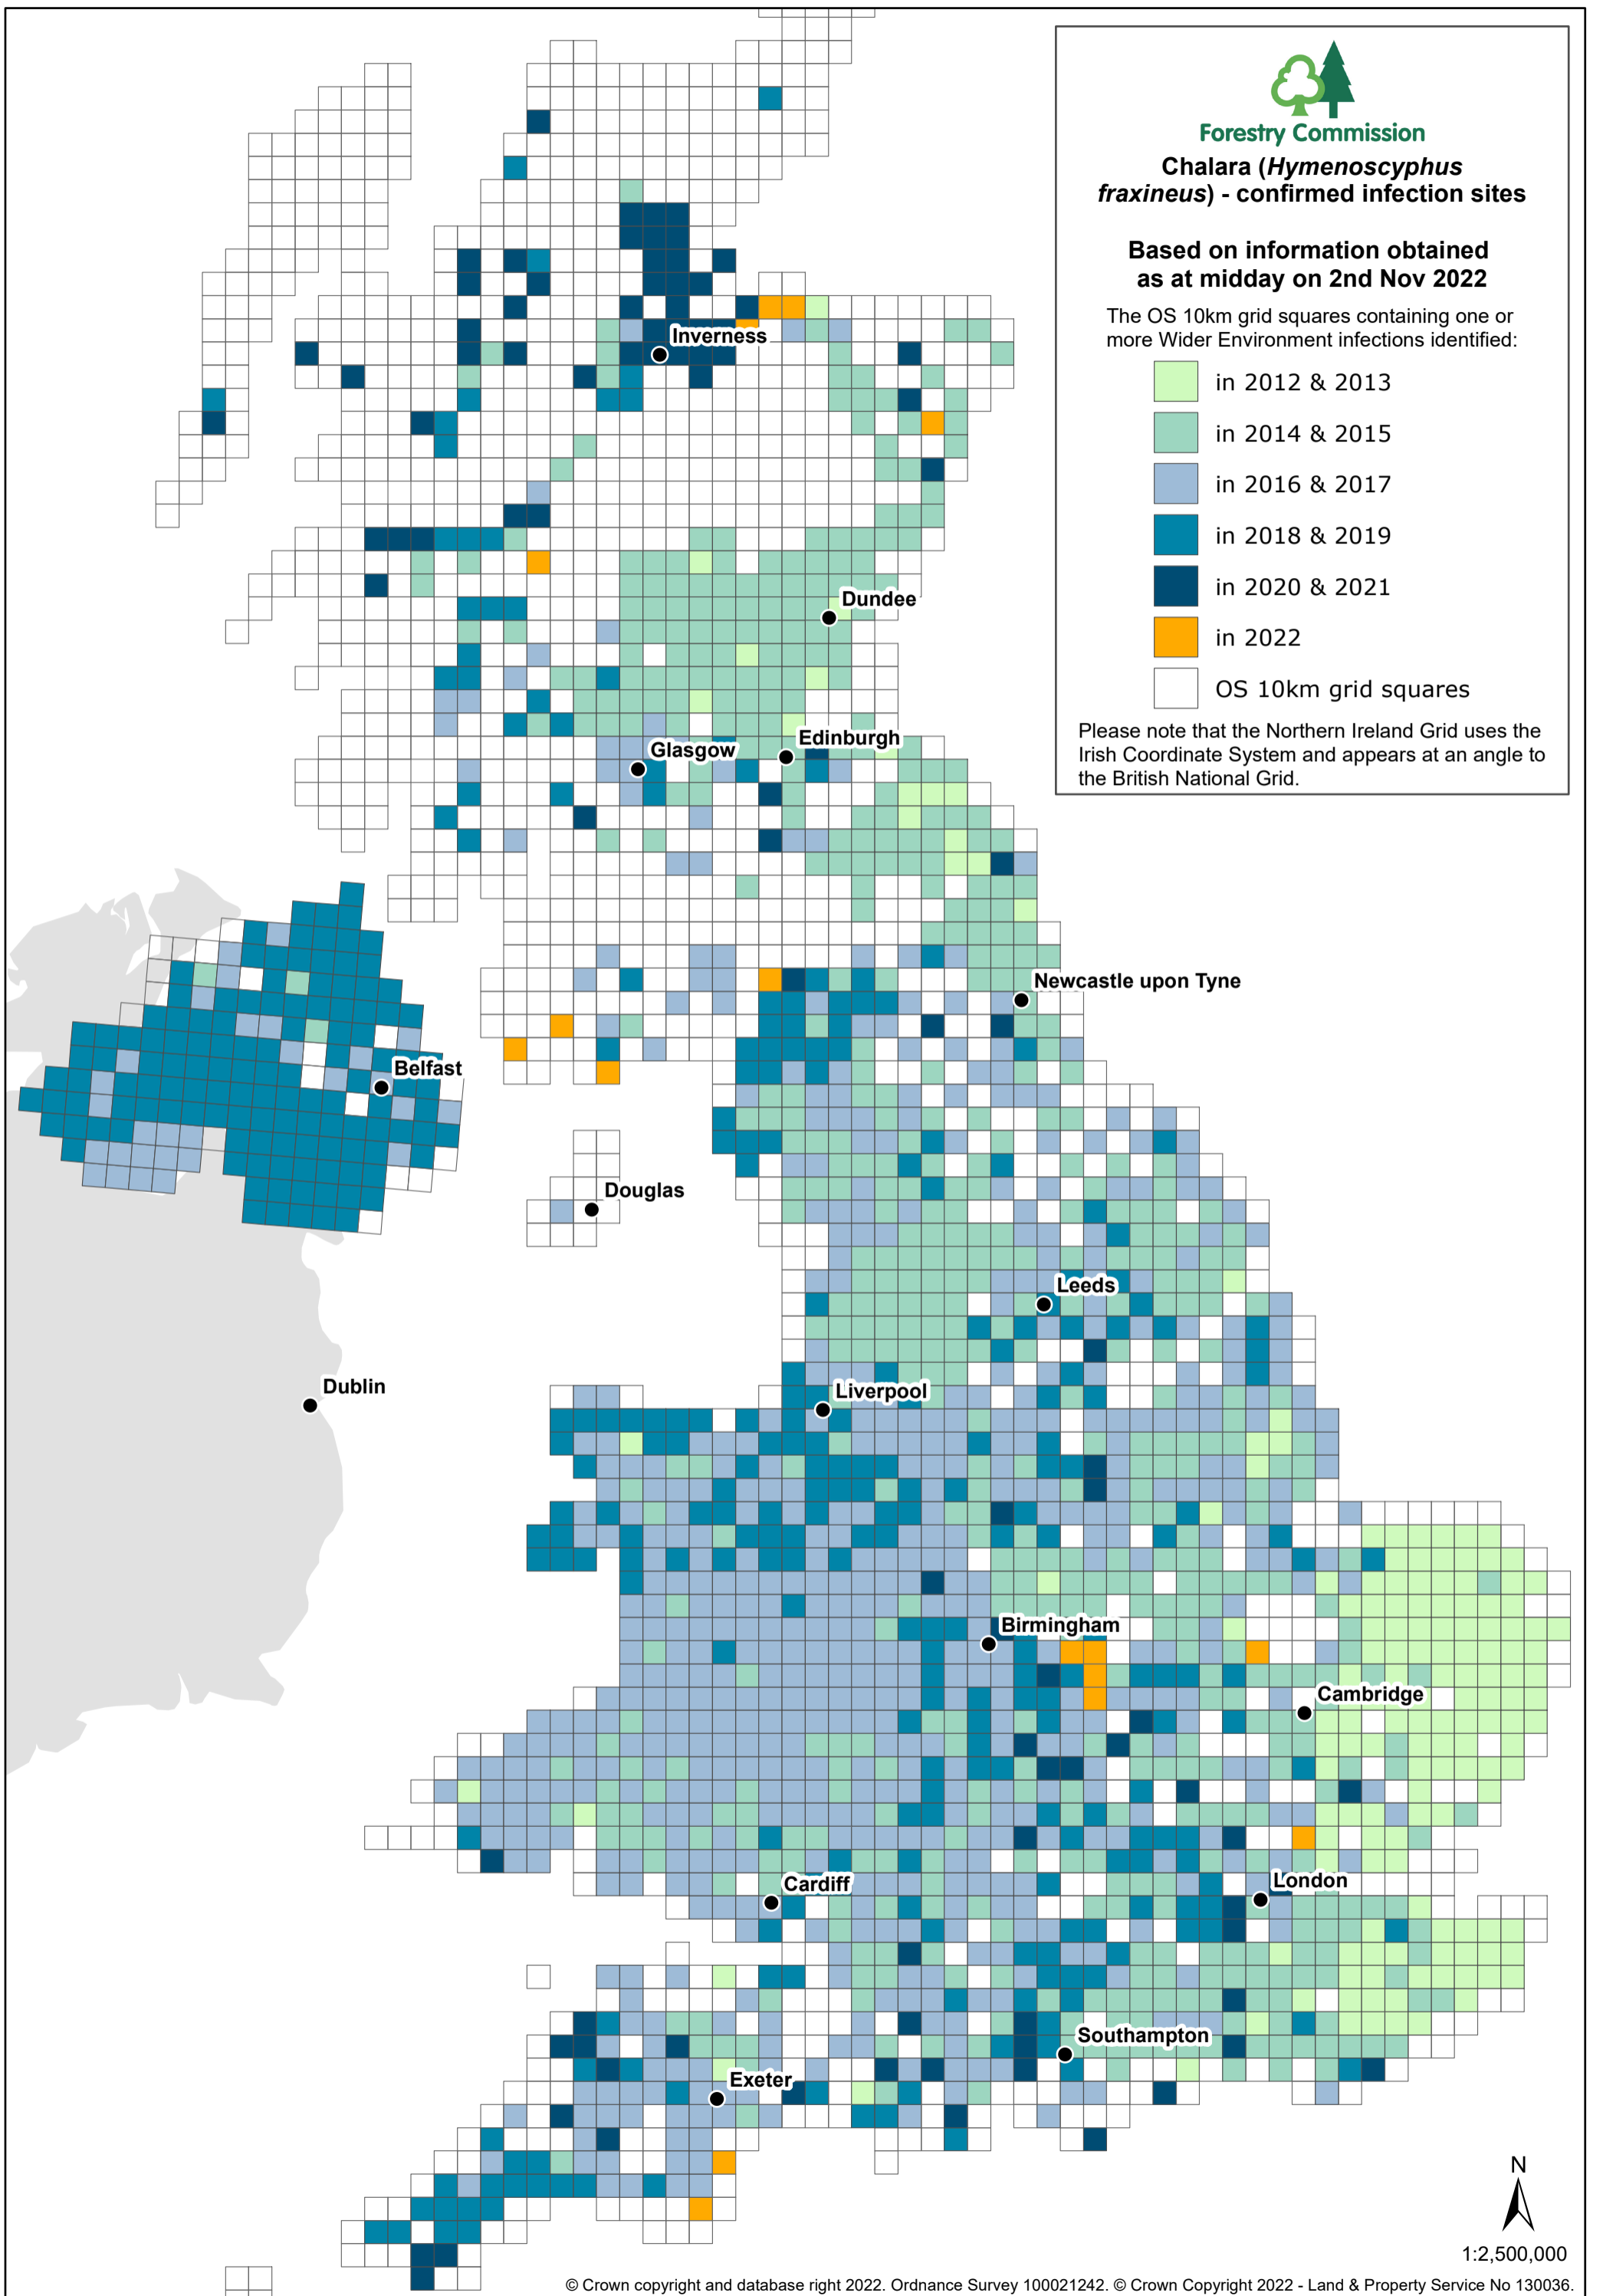 Forestry Commission
Chalara (Hymenoscyphus
fraxineus) - confirmed infection sites
Based on information obtained
as at midday on 2nd Nov 2022
The OS 10km grid squares containing one or
more Wider Environment infections identified:
in 2012 & 2013
in 2014 & 2015
in 2016 & 2017
in 2018 & 2019
in 2020 & 2021
in 2022
OS 10km grid squares
Please note that the Northern Ireland Grid uses the
Irish Coordinate System and appears at an angle to
the British National Grid.
Inverness
Dundee
Edinburgh
Glasgow
Newcastle upon Tyne
Belfast
Douglas
Leeds
Dublin
Liverpool
Birmingham
Cambridge
Cardiff
London
Southampton
Exeter
N
1:2,500,000
© Crown copyright and database right 2022. Ordnance Survey 100021242. © Crown Copyright 2022 - Land & Property Service No 130036.